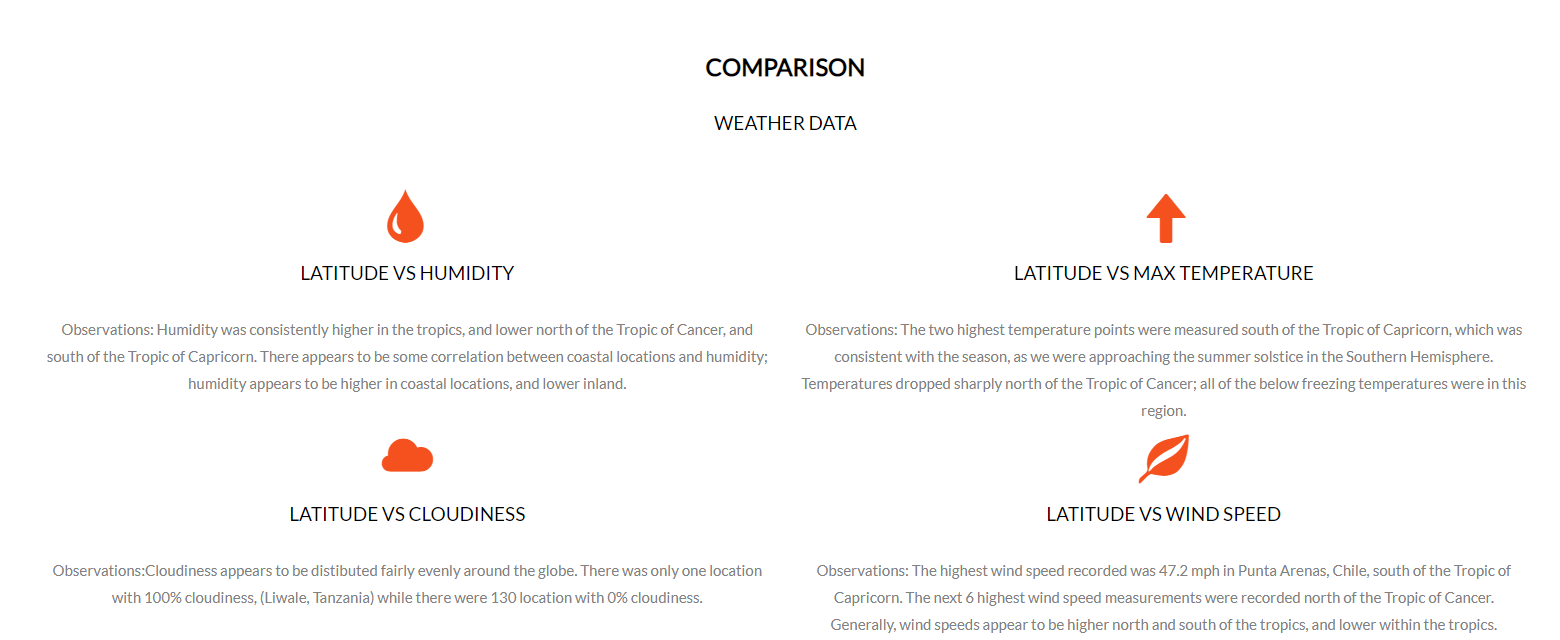 COMPARISON
WEATHER DATA
LATITUDE VS HUMIDITY
Observations: Humidity was consistently higher in the tropics, and lower north of the Tropic of Cancer, and
south of the Tropic of Capricorn. There appears to be some correlation between coastal locations and humidity;
humidity appears to be higher in coastal locations, and lower inland.
LATITUDE VS MAX TEMPERATURE
Observations: The two highest temperature points were measured south of the Tropic of Capricorn, which was
consistent with the season, as we were approaching the summer solstice in the Southern Hemisphere.
Temperatures dropped sharply north of the Tropic of Cancer; all of the below freezing temperatures were in this
region.
LATITUDE VS CLOUDINESS
Observations:Cloudiness appears to be distibuted fairly evenly around the globe. There was only one location
with 100% cloudiness, (Liwale, Tanzania) while there were 130 location with 0% cloudiness.
LATITUDE VS WIND SPEED
Observations: The highest wind speed recorded was 47.2 mph in Punta Arenas, Chile, south of the Tropic of
Capricorn. The next 6 highest wind speed measurements were recorded north of the Tropic of Cancer.
Generally, wind speeds appear to be higher north and south of the tropics, and lower within the tropics.